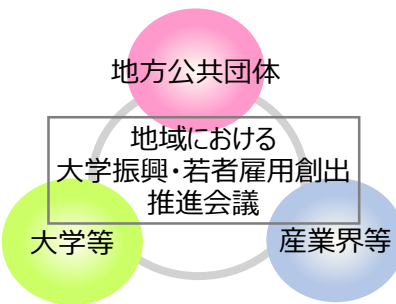 地方公共団体
地域における
大学振興・若者雇用創出
推進会議
大学等
産業界等